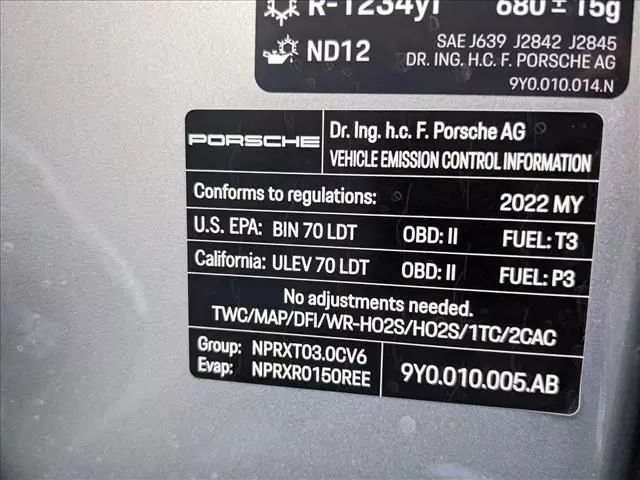 R-1234yf 680 ± 15g
ND12 SAE J639 J2842 J2845
DR. ING. H.C. F. PORSCHE AG
9Y0.010.014.N
PORSCHE Dr. Ing. h.c. F. Porsche AG
VEHICLE EMISSION CONTROL INFORMATION
Conforms to regulations: 2022 MY
U.S. EPA: BIN 70 LDT OBD: II FUEL: T3
California: ULEV 70 LDT OBD: II FUEL: P3
No adjustments needed.
TWC/MAP/DFI/WR-HO2S/HO2S/1TC/2CAC
Group: NPRXT03.0CV6
Evap: NPRXR0150REE
9Y0.010.005.AB